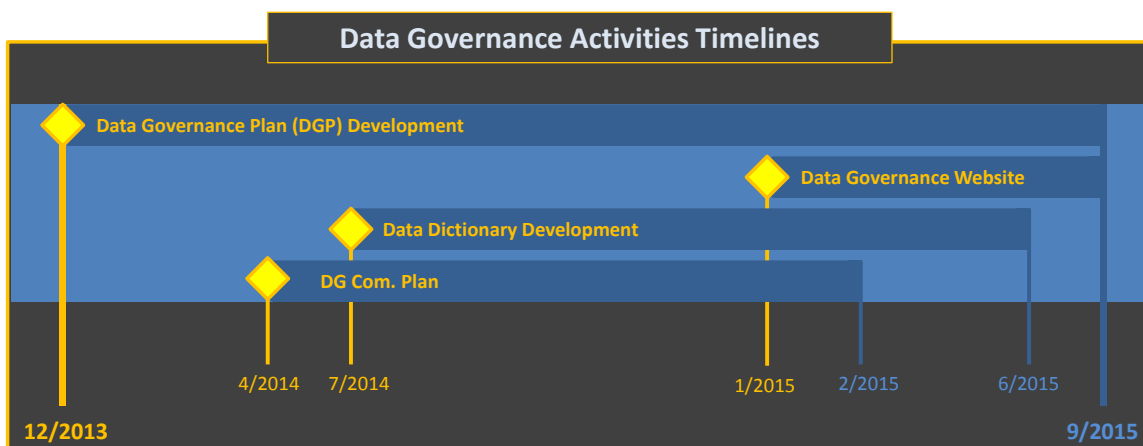 Data Governance Activities Timelines
Data Governance Plan (DGP) Development
Data Governance Website
Data Dictionary Development
DG Com. Plan
4/2014
7/2014
1/2015
2/2015
6/2015
12/2013
9/2015